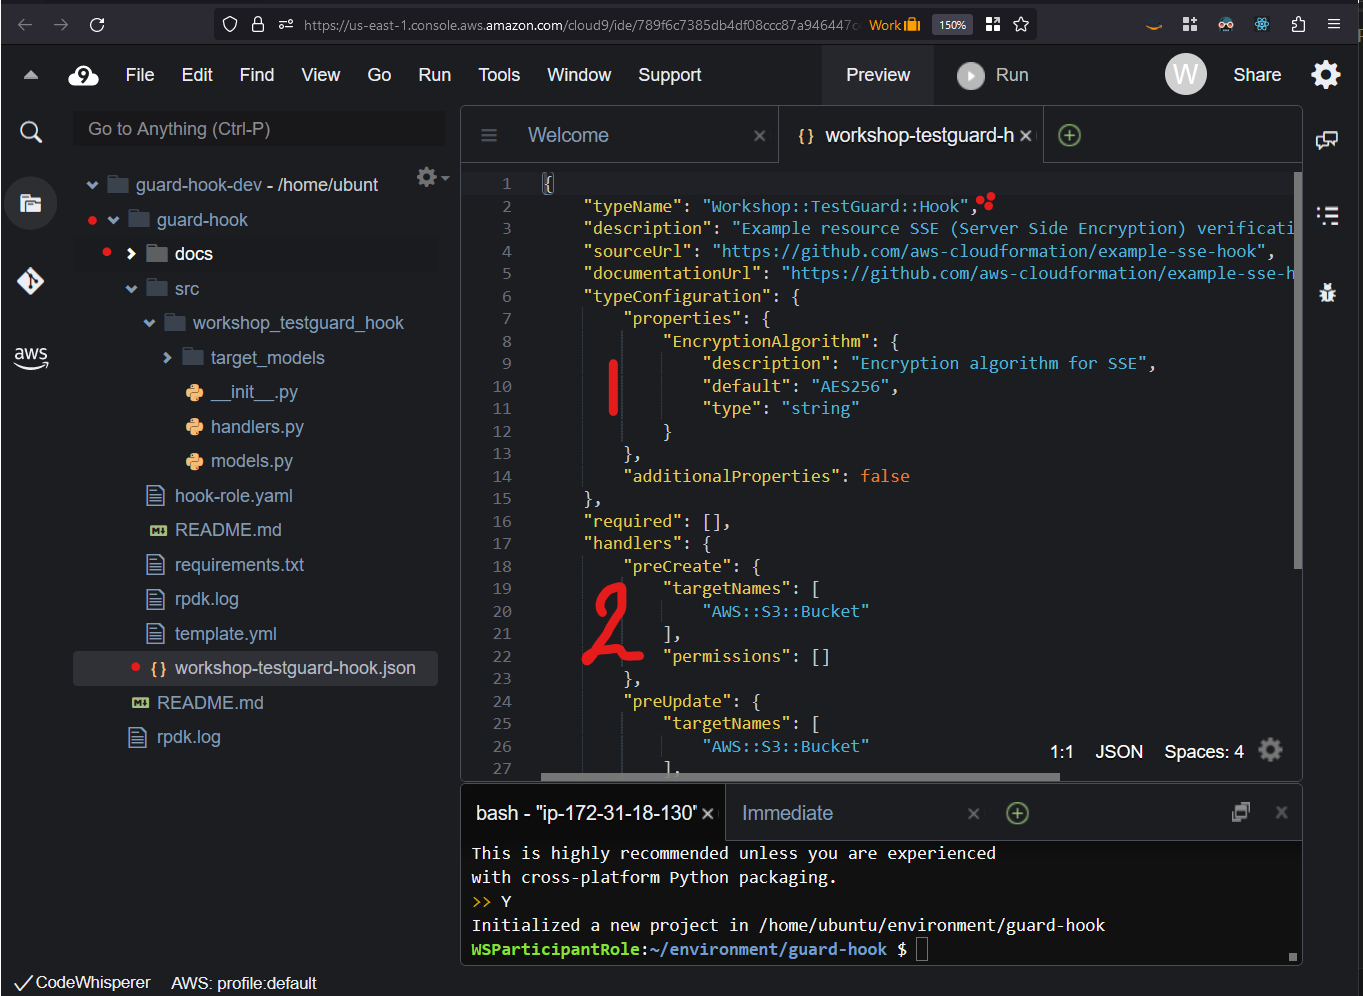 https://us-east-1.console.aws.amazon.com/cloud9/ide/789f6c7385db4df08ccc87a946447c
Work
150%
9
File Edit Find View Go Run Tools Window Support Preview Run W Share
Go to Anything (Ctrl-P)
guard-hook-dev - /home/ubunt
guard-hook
docs
src
workshop_testguard_hook
target_models
__init__.py
handlers.py
models.py
hook-role.yaml
README.md
requirements.txt
rpdk.log
template.yml
{ } workshop-testguard-hook.json
README.md
rpdk.log
aws
Welcome
{ } workshop-testguard-h
1 {
2 "typeName": "Workshop::TestGuard::Hook",
3 "description": "Example resource SSE (Server Side Encryption) verificati
4 "sourceUrl": "https://github.com/aws-cloudformation/example-sse-hook",
5 "documentationUrl": "https://github.com/aws-cloudformation/example-sse-h
6 "typeConfiguration": {
7 "properties": {
8 "EncryptionAlgorithm": {
9 "description": "Encryption algorithm for SSE",
10 "default": "AES256",
11 "type": "string"
12 }
13 },
14 "additionalProperties": false
15 },
16 "required": [],
17 "handlers": {
18 "preCreate": {
19 "targetNames": [
20 "AWS::S3::Bucket"
21 ],
22 "permissions": []
23 },
24 "preUpdate": {
25 "targetNames": [
26 "AWS::S3::Bucket"
27 ],
1
2
1:1 JSON Spaces: 4
bash - "ip-172-31-18-130"
Immediate
This is highly recommended unless you are experienced
with cross-platform Python packaging.
>> Y
Initialized a new project in /home/ubuntu/environment/guard-hook
WSParticipantRole:~/environment/guard-hook $
CodeWhisperer AWS: profile:default